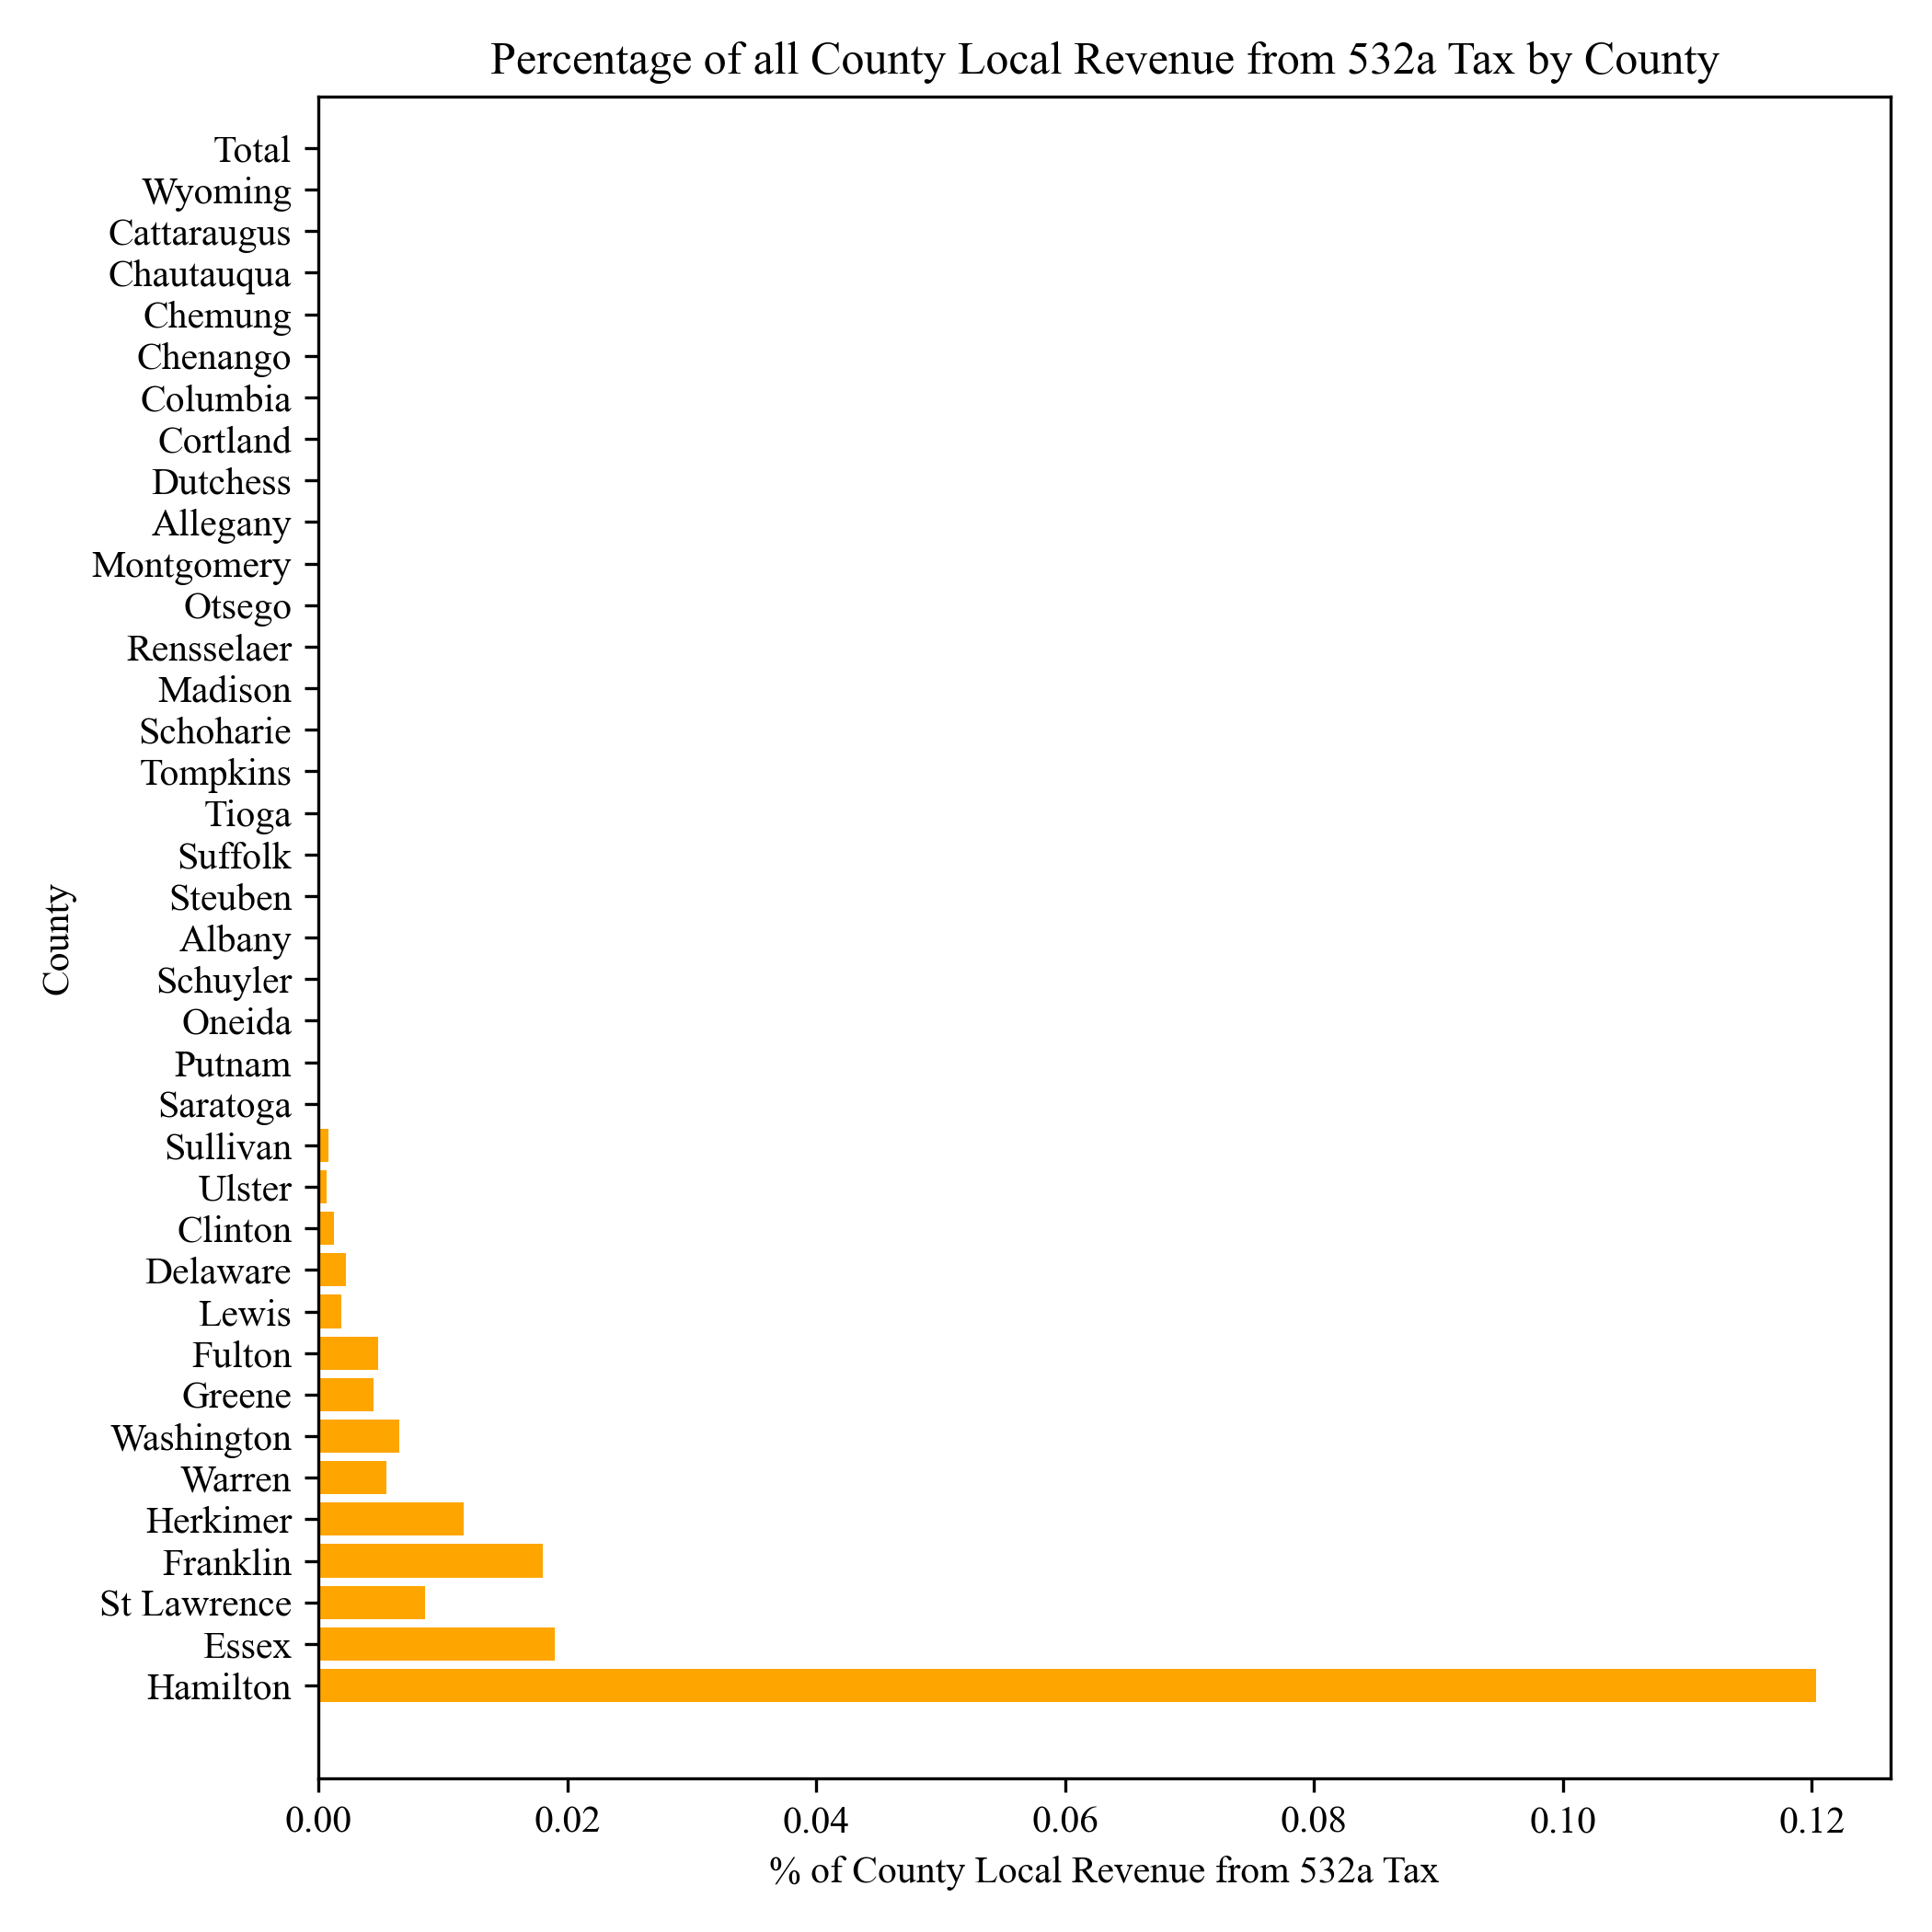 Percentage of all County Local Revenue from 532a Tax by County
Total
Wyoming
Cattaraugus
Chautauqua
Chemung
Chenango
Columbia
Cortland
Dutchess
Allegany
Montgomery
Otsego
Rensselaer
Madison
Schoharie
Tompkins
Tioga
Suffolk
Steuben
Albany
Schuyler
Oneida
Putnam
Saratoga
Sullivan
Ulster
Clinton
Delaware
Lewis
Fulton
Greene
Washington
Warren
Herkimer
Franklin
St Lawrence
Essex
Hamilton
County
0.00 0.02 0.04 0.06 0.08 0.10 0.12
% of County Local Revenue from 532a Tax